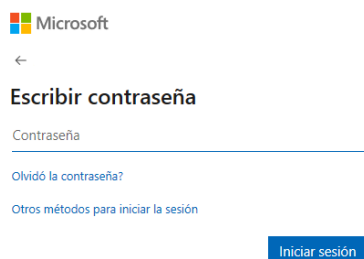 Microsoft
←
Escribir contraseña
Contraseña
Olvidó la contraseña?
Otros métodos para iniciar la sesión
Iniciar sesión